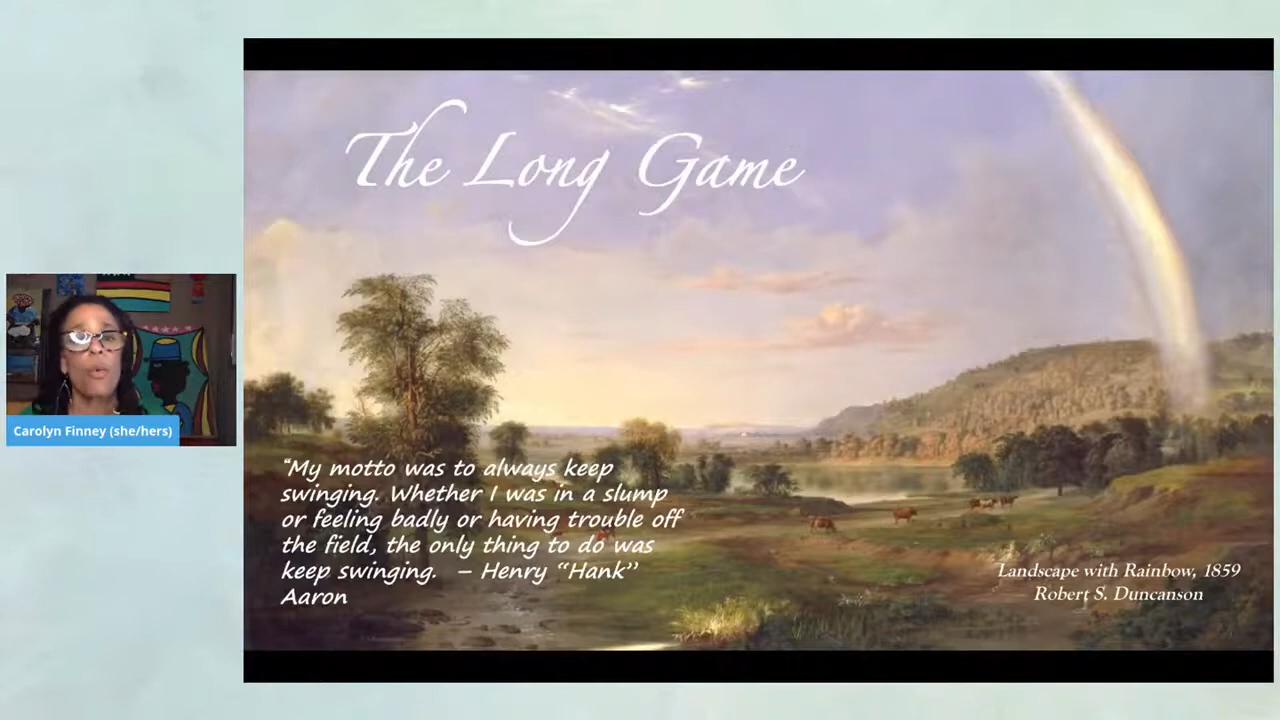 The Long Game
Carolyn Finney (she/hers)
“My motto was to always keep
swinging. Whether I was in a slump
or feeling badly or having trouble off
the field, the only thing to do was
keep swinging.   – Henry “Hank”
Aaron
Landscape with Rainbow, 1859
Robert S. Duncanson